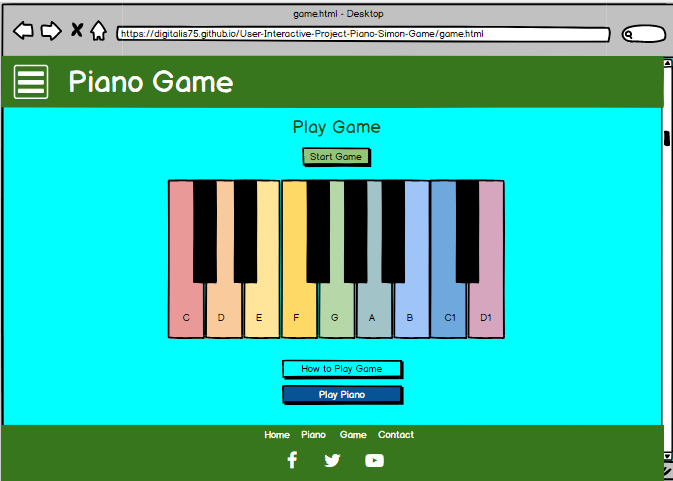 game.html - Desktop
https://digitalis75.github.io/User-Interactive-Project-Piano-Simon-Game/game.html
Piano Game
Play Game
Start Game
C D E F G A B C1 D1
How to Play Game
Play Piano
Home Piano Game Contact